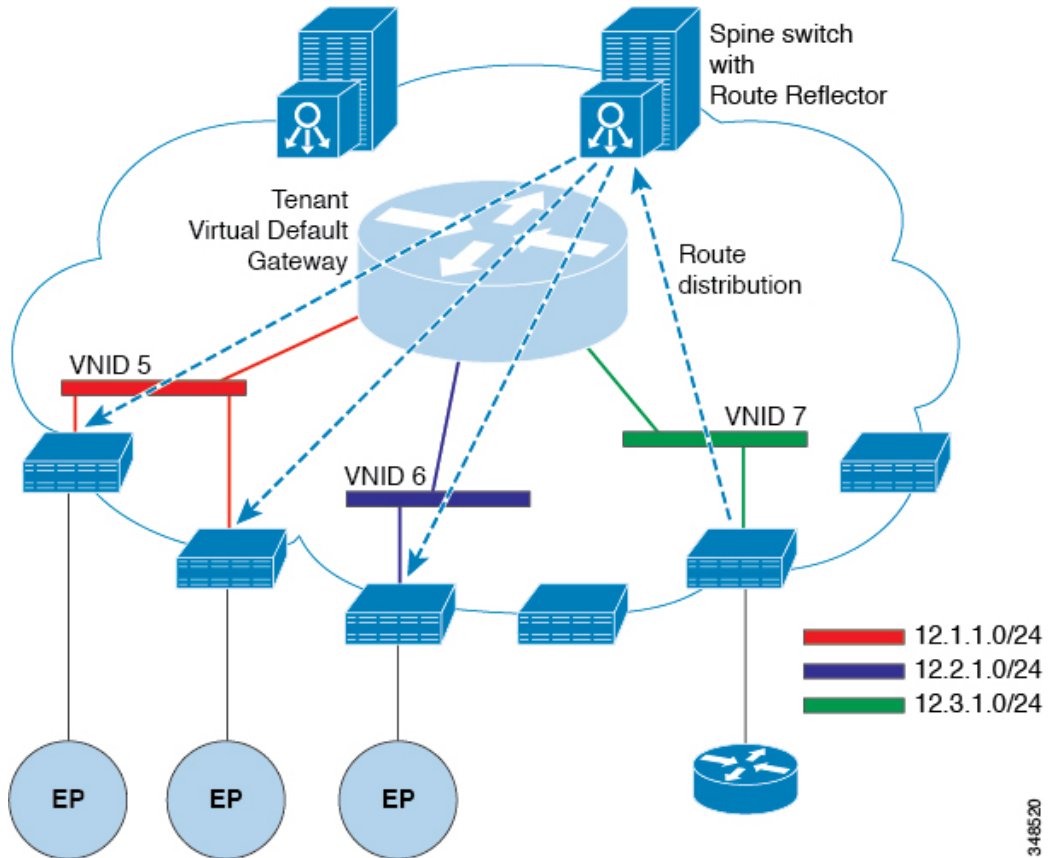 Spine switch
with
Route Reflector
Tenant
Virtual Default
Gateway
Route
distribution
VNID 5
VNID 7
VNID 6
12.1.1.0/24
12.2.1.0/24
12.3.1.0/24
EP
EP
EP
348520